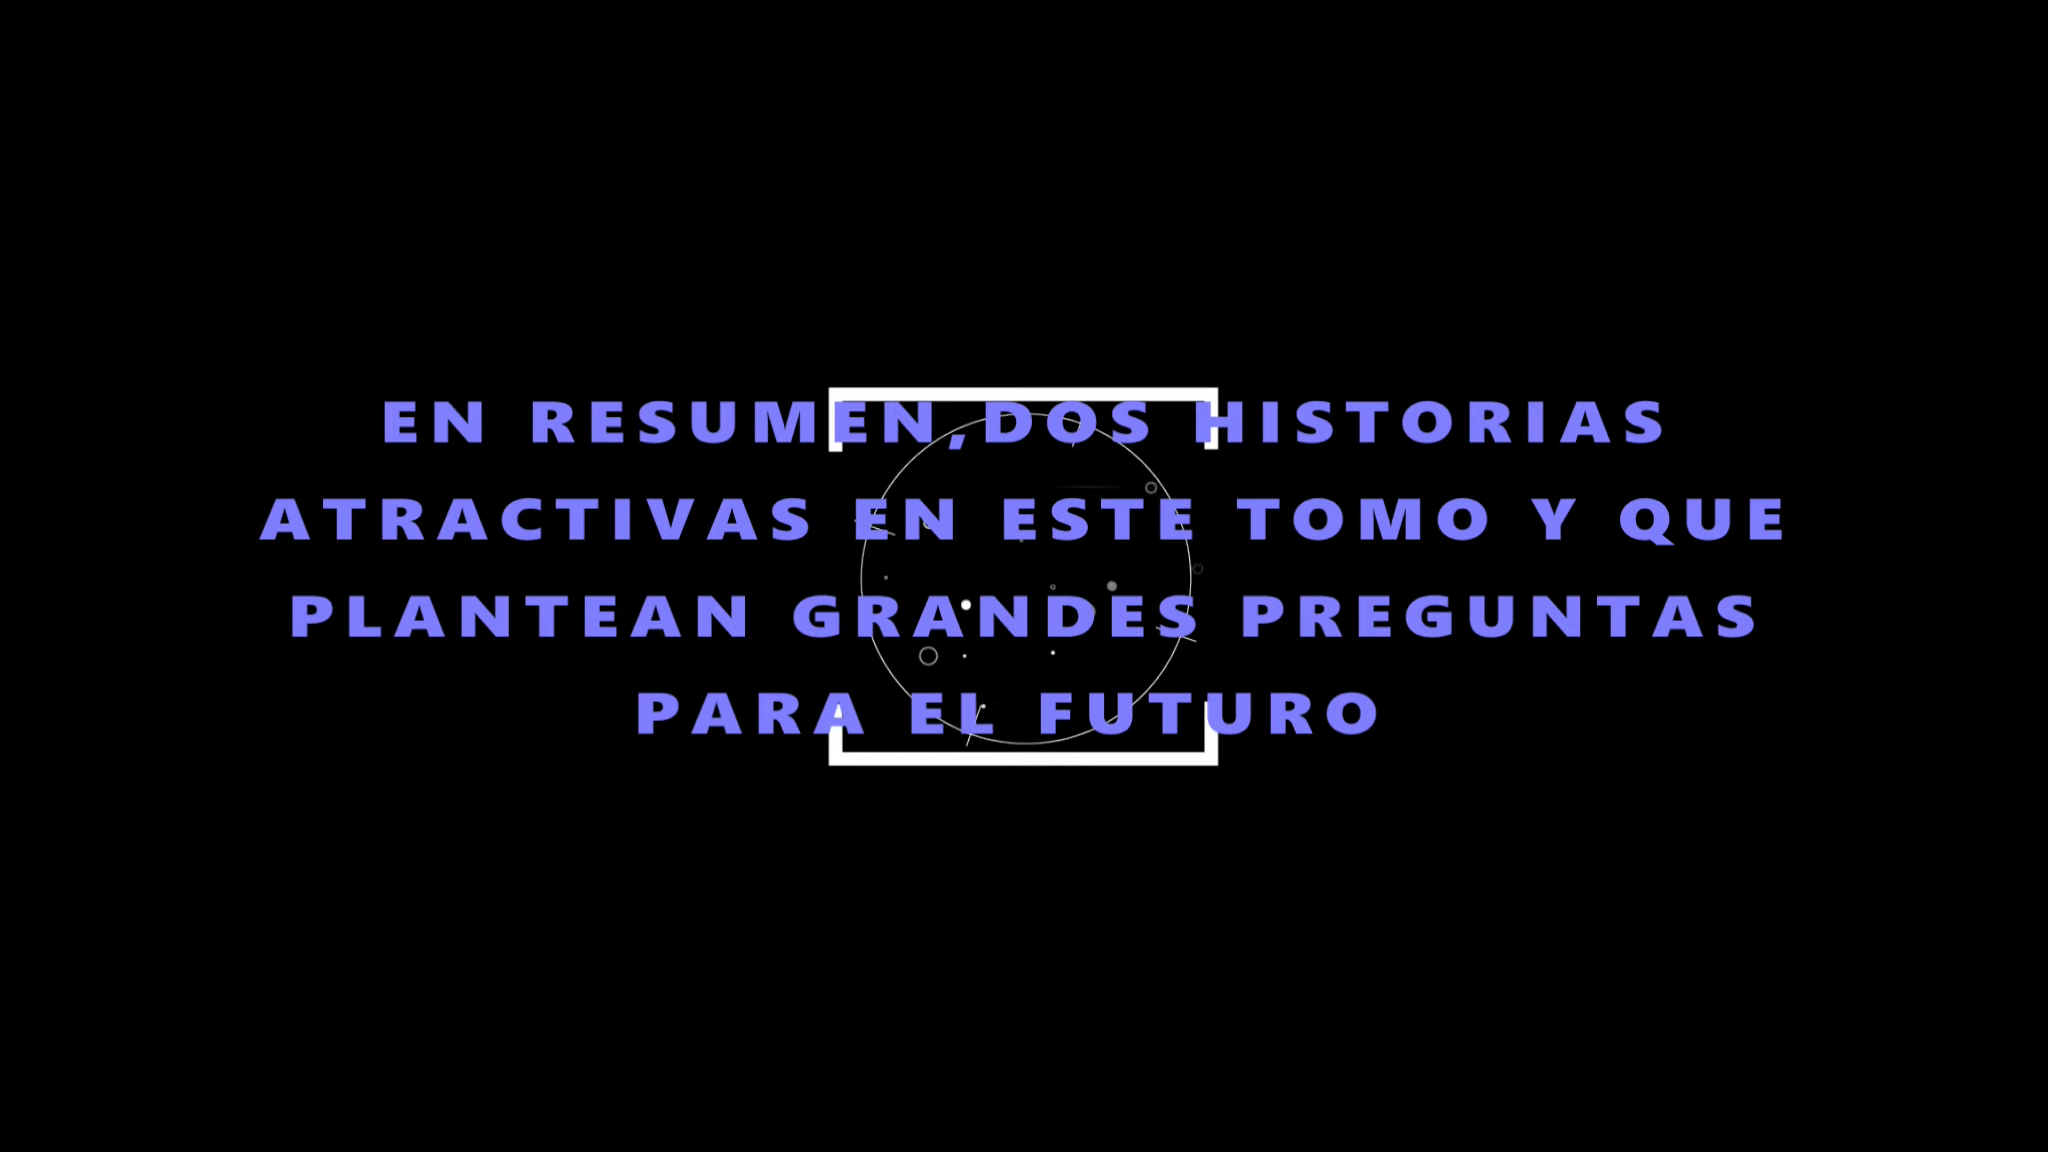 EN RESUMEN,DOS HISTORIAS
ATRACTIVAS EN ESTE TOMO Y QUE
PLANTEAN GRANDES PREGUNTAS
PARA EL FUTURO